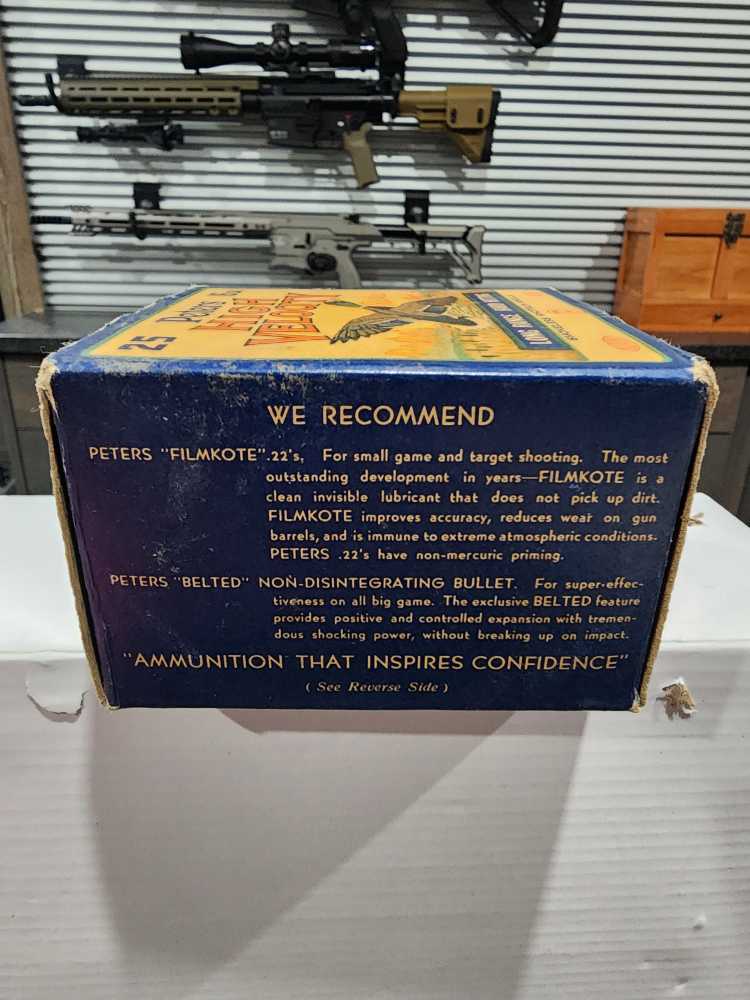 25
Peters
HIGH
VELOCITY
WE RECOMMEND
PETERS "FILMKOTE".22's. For small game and target shooting. The most
outstanding development in years—FILMKOTE is a
clean invisible lubricant that does not pick up dirt.
FILMKOTE improves accuracy, reduces wear on gun
barrels, and is immune to extreme atmospheric conditions.
PETERS .22's have non-mercuric priming.
PETERS "BELTED" NON-DISINTEGRATING BULLET. For super-effec-
tiveness on all big game. The exclusive BELTED feature
provides positive and controlled expansion with tremen-
dous shocking power, without breaking up on impact.
"AMMUNITION THAT INSPIRES CONFIDENCE"
( See Reverse Side )